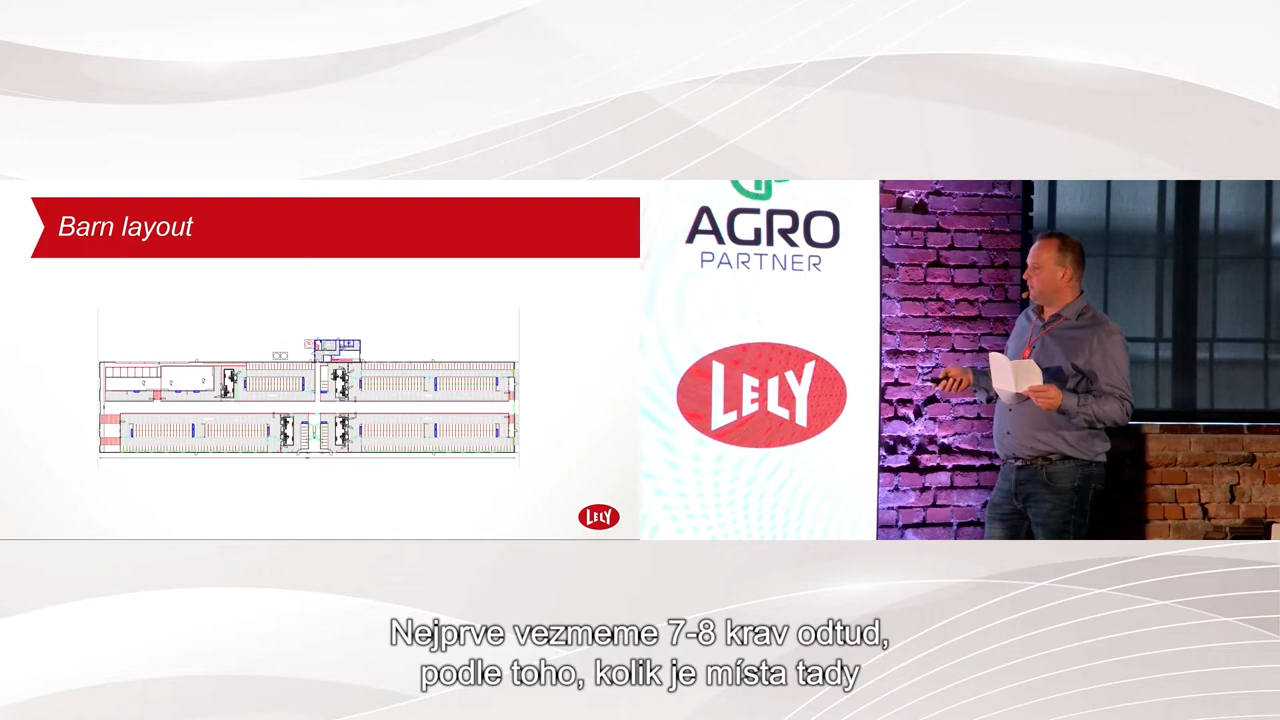 Barn layout
LELY
AGRO
PARTNER
LELY
Nejprve vezmeme 7-8 krav odtud,
podle toho, kolik je místa tady